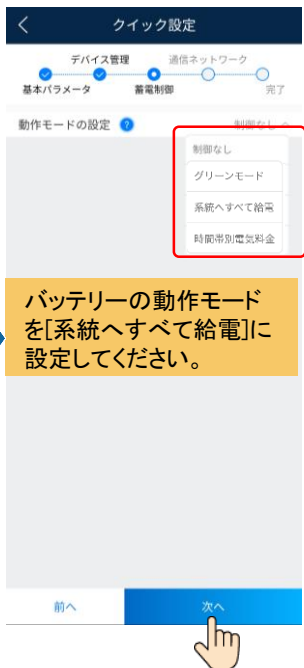 クイック設定
デバイス管理 通信ネットワーク
基本パラメータ 蓄電制御 完了
動作モードの設定 ? 制御なし
制御なし
グリーンモード
系統へすべて給電
時間帯別電気料金
バッテリーの動作モード
を[系統へすべて給電]に
設定してください。
前へ 次へ